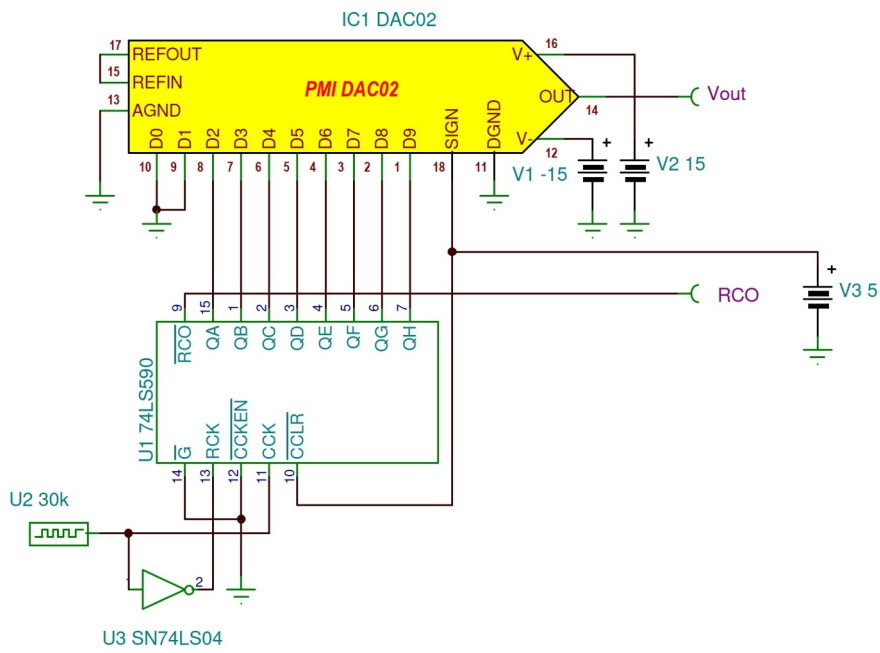 IC1 DAC02
17 REFOUT
15 REFIN
13 AGND
PMI DAC02
V+ 16
OUT 14
Vout
V- 12
D0 D1 D2 D3 D4 D5 D6 D7 D8 D9 SIGN DGND
10 9 8 7 6 5 4 3 2 1 18 11
V1 -15
+
V2 15
+
RCO
V3 5
+
9 15 1 2 3 4 5 6 7
RCO QA QB QC QD QE QF QG QH
U1 74LS590
G RCK CCKEN CCK CCLR
14 13 12 11 10
U2 30k
2
U3 SN74LS04